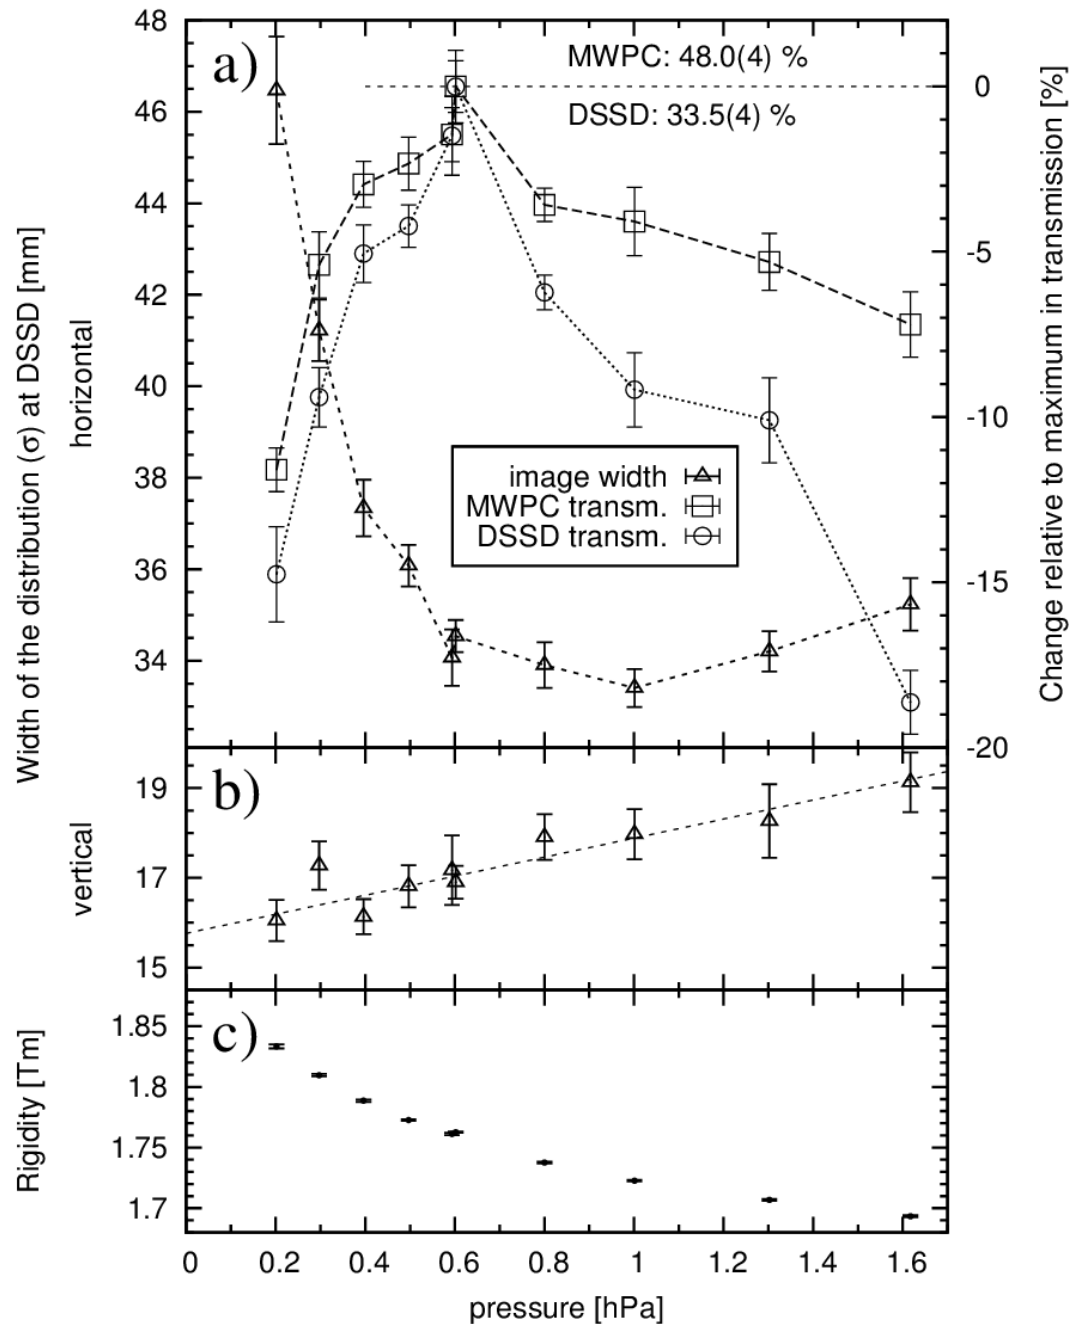 a)
MWPC: 48.0(4) %
DSSD: 33.5(4) %
48
46
44
42
40
38
36
34
0
-5
-10
-15
-20
Width of the distribution (σ) at DSSD [mm]
horizontal
Change relative to maximum in transmission [%]
image width
MWPC transm.
DSSD transm.
b)
19
17
15
vertical
c)
1.85
1.8
1.75
1.7
Rigidity [Tm]
0 0.2 0.4 0.6 0.8 1 1.2 1.4 1.6
pressure [hPa]